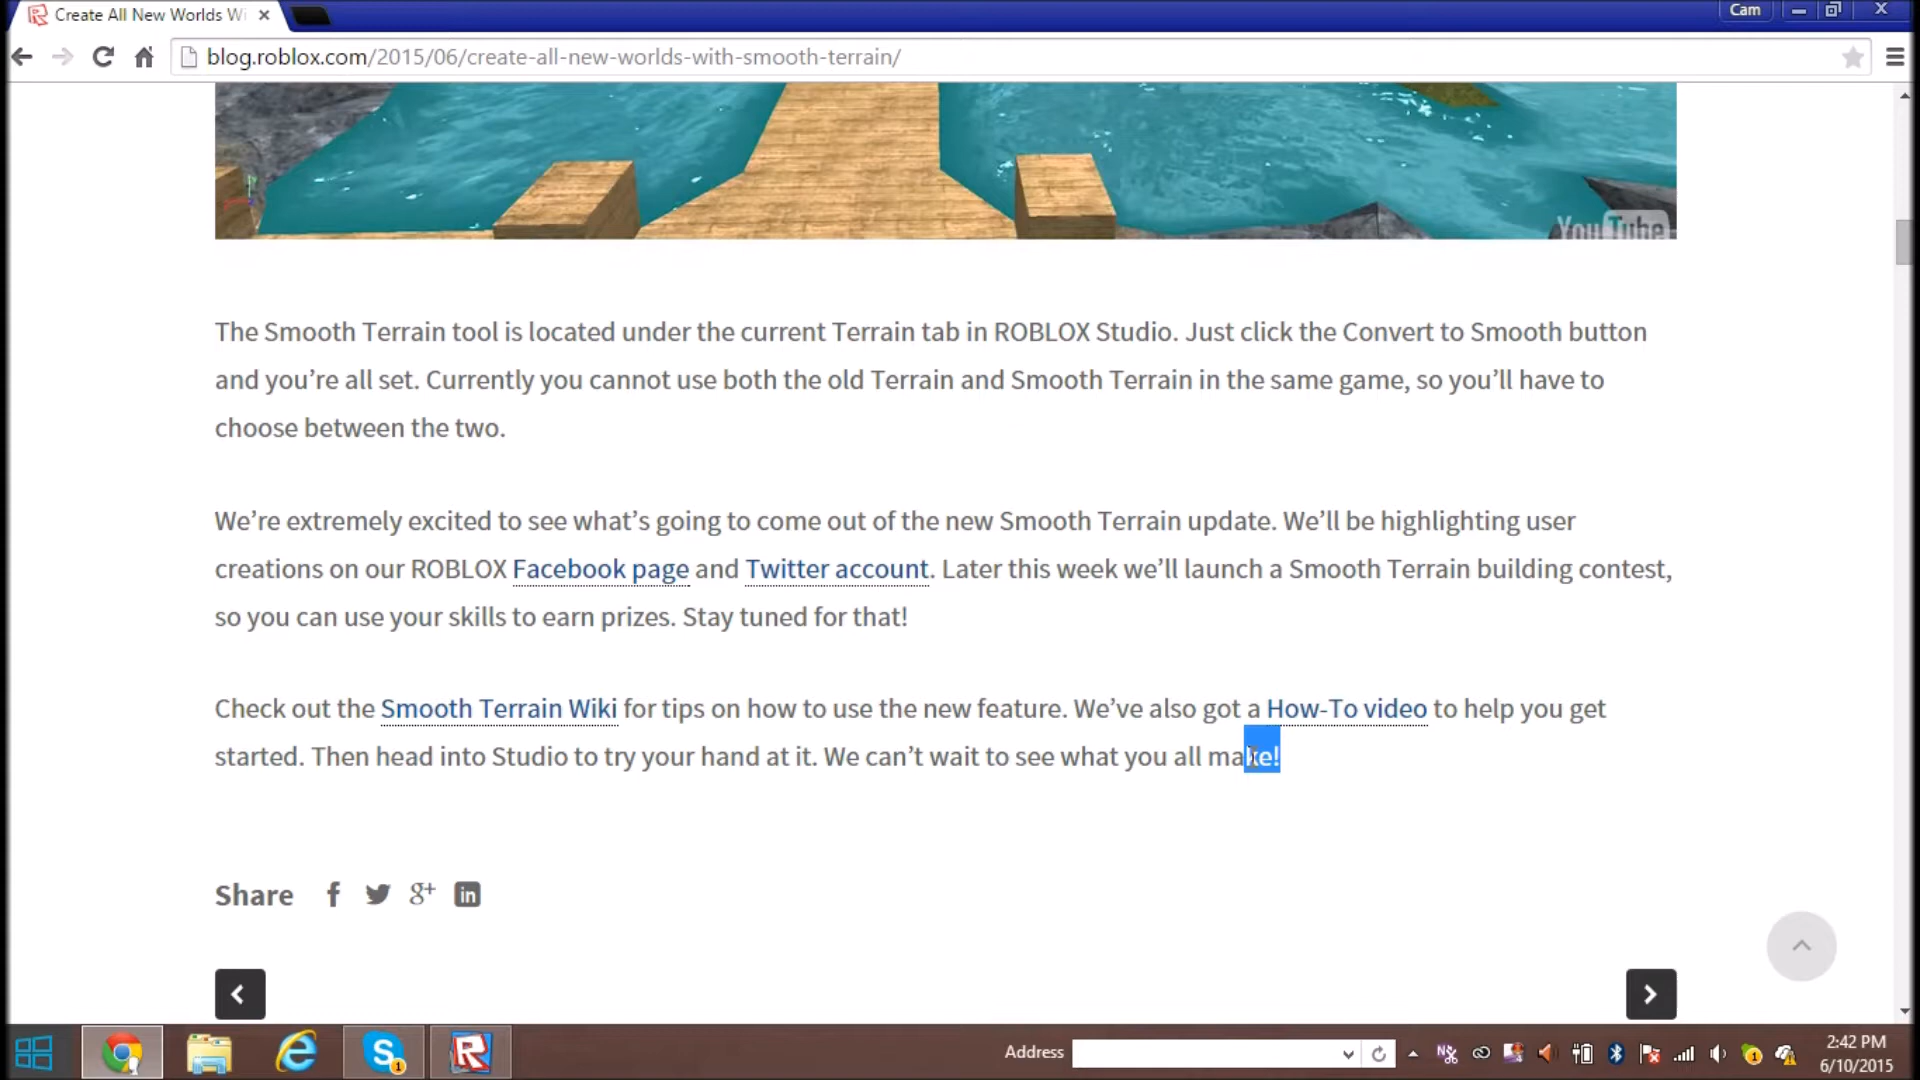 Create All New Worlds Wi
Cam
blog.roblox.com/2015/06/create-all-new-worlds-with-smooth-terrain/
YouTube
The Smooth Terrain tool is located under the current Terrain tab in ROBLOX Studio. Just click the Convert to Smooth button
and you’re all set. Currently you cannot use both the old Terrain and Smooth Terrain in the same game, so you’ll have to
choose between the two.
We’re extremely excited to see what’s going to come out of the new Smooth Terrain update. We’ll be highlighting user
creations on our ROBLOX Facebook page and Twitter account. Later this week we’ll launch a Smooth Terrain building contest,
so you can use your skills to earn prizes. Stay tuned for that!
Check out the Smooth Terrain Wiki for tips on how to use the new feature. We’ve also got a How-To video to help you get
started. Then head into Studio to try your hand at it. We can’t wait to see what you all make!
Share
Address
2:42 PM
6/10/2015